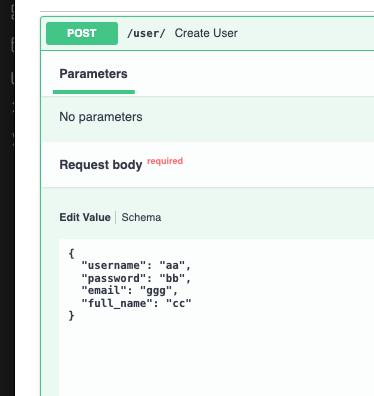 POST /user/ Create User
Parameters
No parameters
Request body required
Edit Value Schema
{
"username": "aa",
"password": "bb",
"email": "ggg",
"full_name": "cc"
}